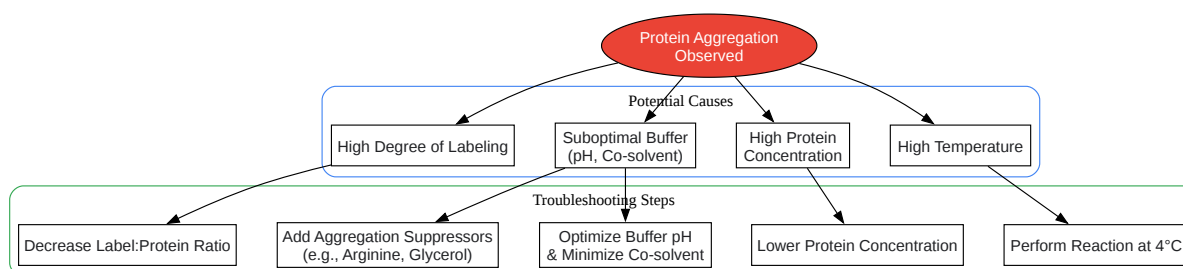 Protein Aggregation
Observed
Potential Causes
High Degree of Labeling
Suboptimal Buffer
(pH, Co-solvent)
High Protein
Concentration
High Temperature
Troubleshooting Steps
Decrease Label:Protein Ratio
Add Aggregation Suppressors
(e.g., Arginine, Glycerol)
Optimize Buffer pH
& Minimize Co-solvent
Lower Protein Concentration
Perform Reaction at 4°C